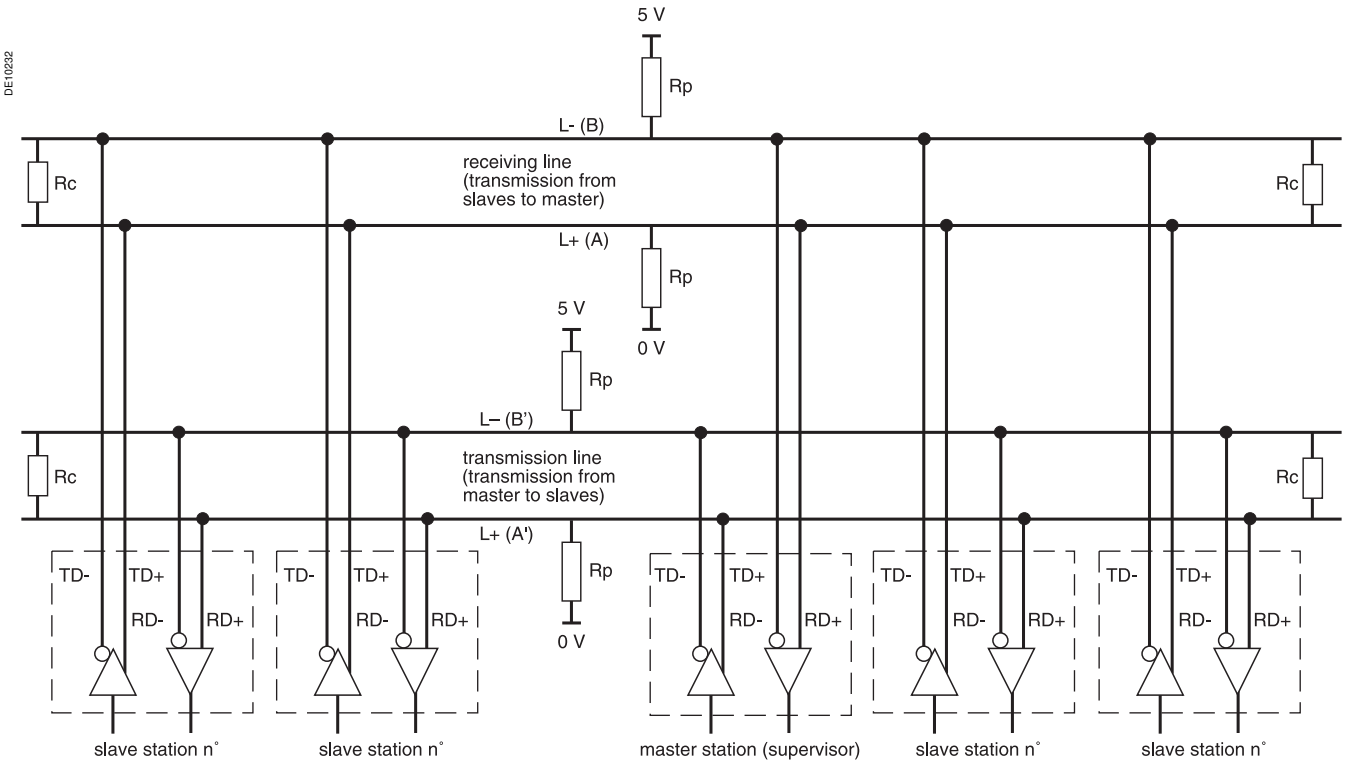 DE10232
5 V
Rp
L- (B)
receiving line
(transmission from
slaves to master)
Rc
Rc
L+ (A)
Rp
0 V
5 V
Rp
L– (B')
transmission line
(transmission from
master to slaves)
Rc
Rc
L+ (A')
Rp
0 V
TD- TD+
RD- RD+
TD- TD+
RD- RD+
TD- TD+
RD- RD+
TD- TD+
RD- RD+
TD- TD+
RD- RD+
slave station n°
slave station n°
master station (supervisor)
slave station n°
slave station n°